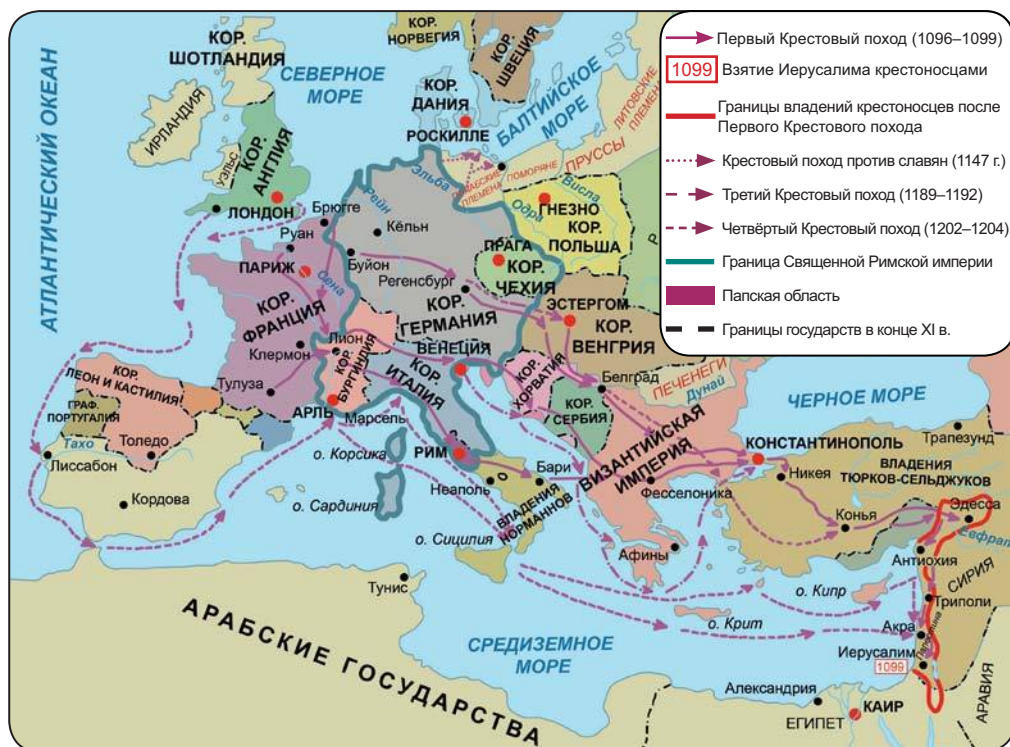 Первый Крестовый поход (1096–1099)
1099
Взятие Иерусалима крестоносцами
Границы владений крестоносцев после
Первого Крестового похода
Крестовый поход против славян (1147 г.)
Третий Крестовый поход (1189–1192)
Четвёртый Крестовый поход (1202–1204)
Граница Священной Римской империи
Папская область
Границы государств в конце XI в.
АТЛАНТИЧЕСКИЙ ОКЕАН
КОР.
ШОТЛАНДИЯ
СЕВЕРНОЕ
МОРЕ
КОР.
НОРВЕГИЯ
КОР.
ШВЕЦИЯ
КОР.
ДАНИЯ
РОСКИЛЛЕ
БАЛТИЙСКОЕ
МОРЕ
ЛИТОВСКИЕ
ПЛЕМЕНА
ИРЛАНДИЯ
УЭЛЬС
КОР.
АНГЛИЯ
ЛОНДОН
ПРУССЫ
ПОМОРЯНЕ
ПЛЕМЕНА
Эльба
Рейн
Висла
Одра
ГНЕЗНО
КОР.
ПОЛЬША
Р
Брюгге
Кёльн
Руан
Буйон
ПАРИЖ
Сена
Регенсбург
ПРАГА
КОР.
ЧЕХИЯ
КОР.
ФРАНЦИЯ
КОР.
ГЕРМАНИЯ
ЭСТЕРГОМ
КОР.
ВЕНГРИЯ
Клермон
Лион
КОР.
БУРГУНДИЯ
ВЕНЕЦИЯ
КОР.
ИТАЛИЯ
КОР.
ХОРВАТИЯ
Белград
ПЕЧЕНЕГИ
Дунай
КОР.
СЕРБИЯ
Тулуза
АРЛЬ
Марсель
КОР.
ЛЕОН И КАСТИЛИЯ
ГРАФ.
ПОРТУГАЛИЯ
Тахо
Толедо
Лиссабон
Кордова
о. Корсика
РИМ
о. Сардиния
Неаполь
Бари
ВЛАДЕНИЯ
НОРМАННОВ
о. Сицилия
ВИЗАНТИЙСКАЯ
ИМПЕРИЯ
Фесселоника
Афины
ЧЕРНОЕ МОРЕ
КОНСТАНТИНОПОЛЬ
Трапезунд
Никея
ВЛАДЕНИЯ
ТЮРКОВ-СЕЛЬДЖУКОВ
Конья
Эдесса
Евфрат
Антиохия
СИРИЯ
о. Кипр
Триполи
о. Крит
Акра
Палестина
Иерусалим
1099
Тунис
АРАБСКИЕ ГОСУДАРСТВА
СРЕДИЗЕМНОЕ
МОРЕ
Александрия
ЕГИПЕТ
КАИР
АРАВИЯ